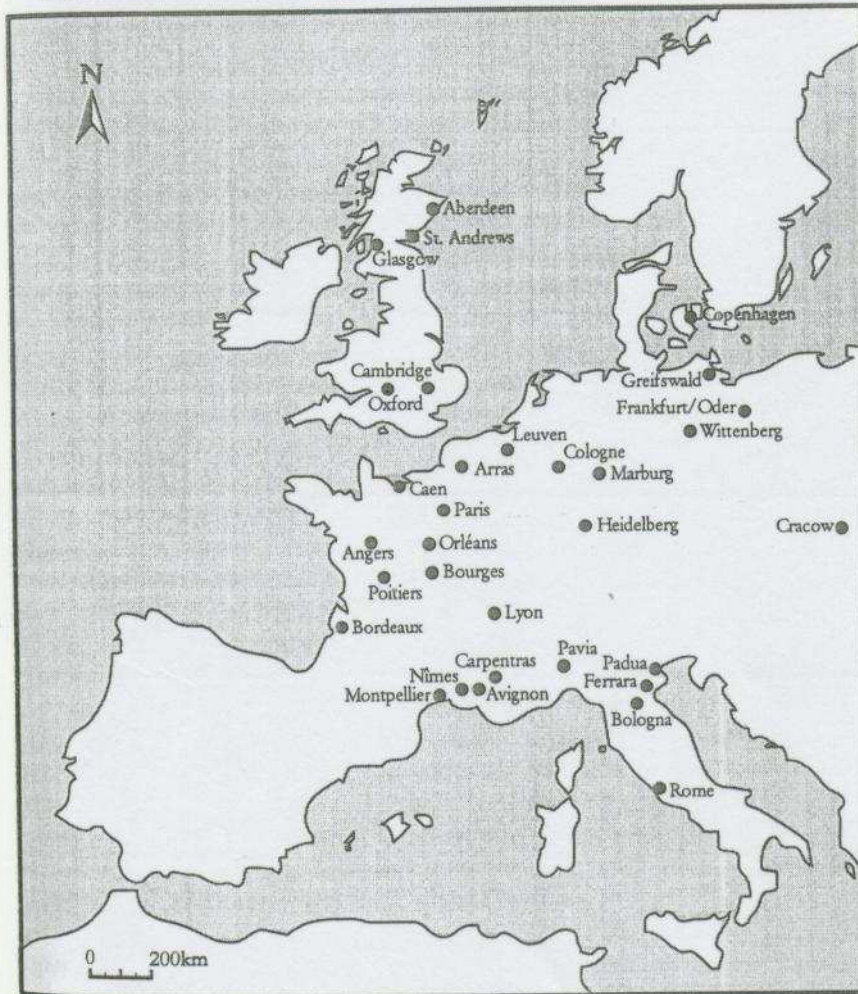 N
Aberdeen
St. Andrews
Glasgow
Copenhagen
Cambridge
Oxford
Greifswald
Frankfurt/Oder
Wittenberg
Leuven
Cologne
Arras
Marburg
Caen
Paris
Heidelberg
Cracow
Angers
Orléans
Bourges
Poitiers
Lyon
Bordeaux
Pavia
Padua
Carpentras
Nîmes
Ferrara
Montpellier
Avignon
Bologna
Rome
0 200km